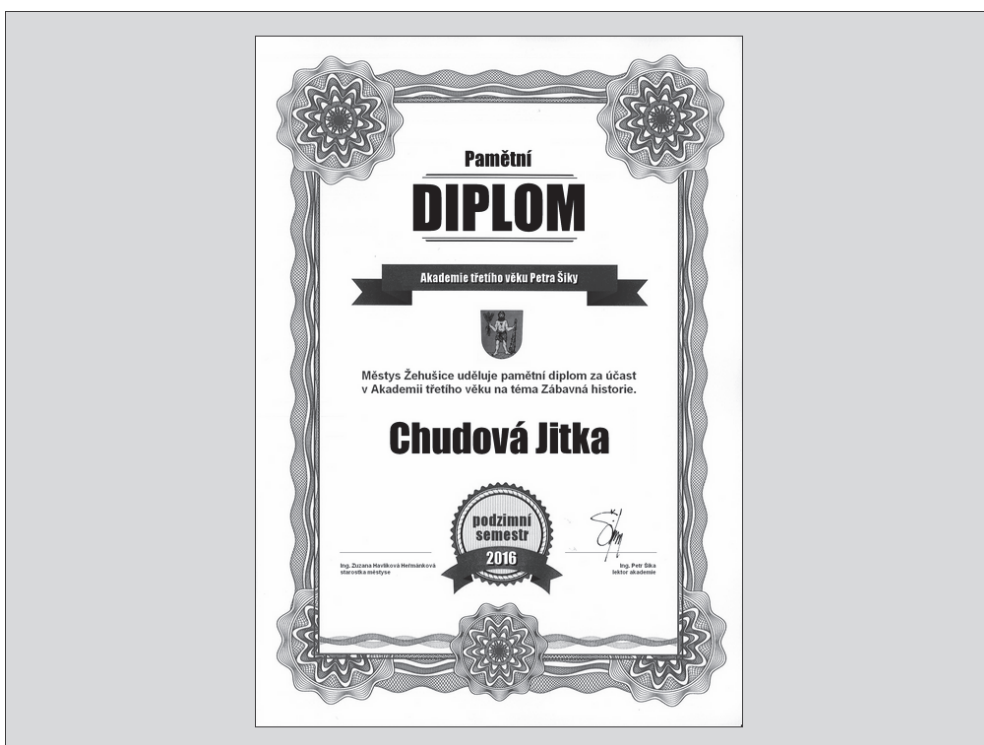 Pamětní
DIPLOM
Akademie třetího věku Petra Šiky
Městys Žehušice uděluje pamětní diplom za účast
v Akademii třetího věku na téma Zábavná historie.
Chudová Jitka
podzimní
semestr
2016
Ing. Zuzana Havlíková Heřmánková
starostka městyse
Ing. Petr Šika
lektor akademie